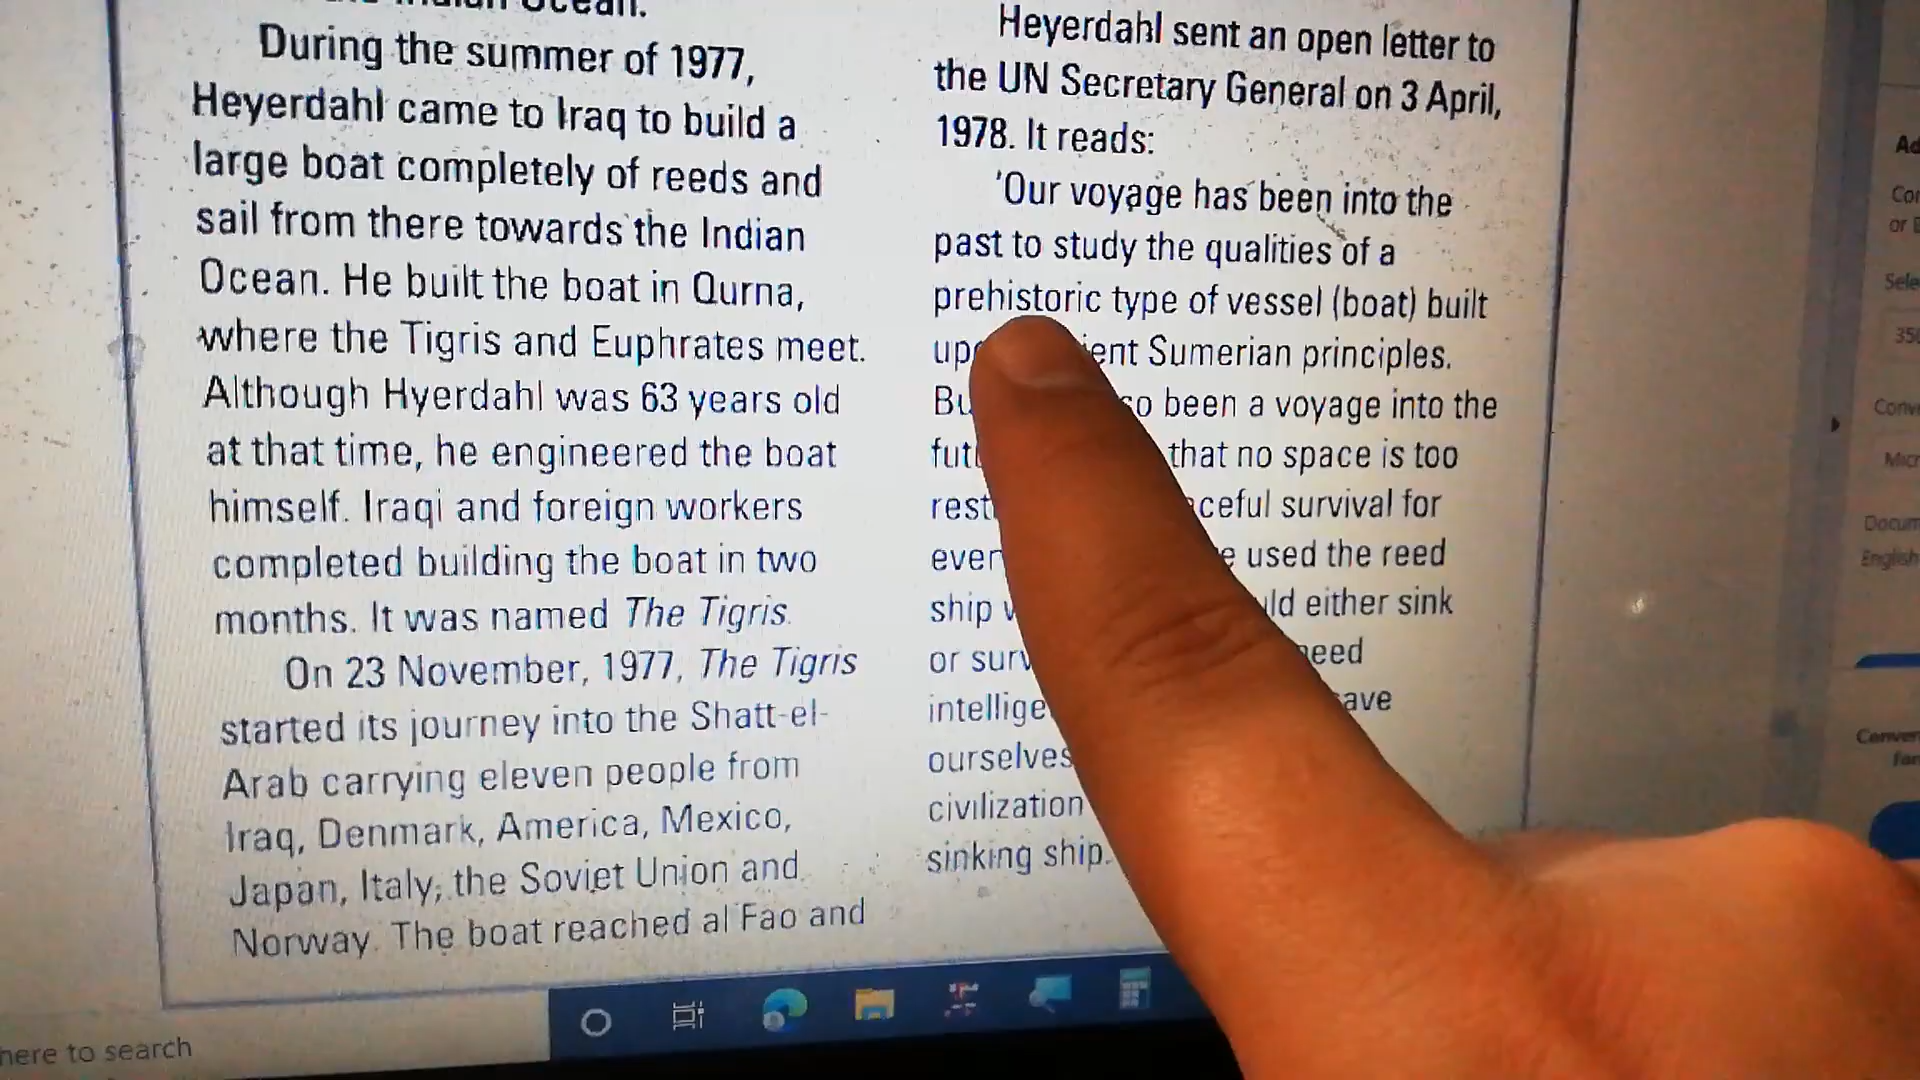 During the summer of 1977,
Heyerdahl came to Iraq to build a
large boat completely of reeds and
sail from there towards the Indian
Ocean. He built the boat in Qurna,
where the Tigris and Euphrates meet.
Although Hyerdahl was 63 years old
at that time, he engineered the boat
himself. Iraqi and foreign workers
completed building the boat in two
months. It was named The Tigris.
On 23 November, 1977, The Tigris
started its journey into the Shatt-el-
Arab carrying eleven people from
Iraq, Denmark, America, Mexico,
Japan, Italy, the Soviet Union and
Norway. The boat reached al Fao and
Heyerdahl sent an open letter to
the UN Secretary General on 3 April,
1978. It reads:
'Our voyage has been into the
past to study the qualities of a
prehistoric type of vessel (boat) built
Sumerian principles.
been a voyage into the
that no space is too
survival for
used the reed
ship either sink
or
ourselves
civilization
sinking ship.
here to search
English